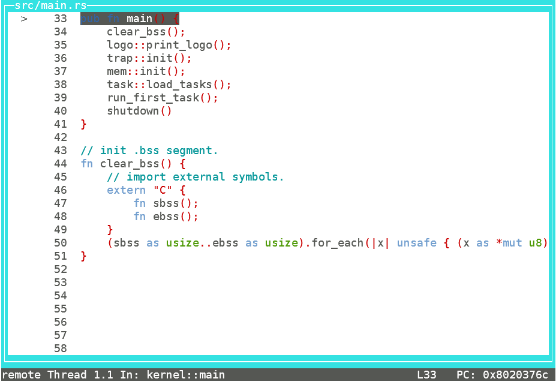 src/main.rs
> 33 pub fn main() {
34 clear_bss();
35 logo::print_logo();
36 trap::init();
37 mem::init();
38 task::load_tasks();
39 run_first_task();
40 shutdown()
41 }
42
43 // init .bss segment.
44 fn clear_bss() {
45 // import external symbols.
46 extern "C" {
47 fn sbss();
48 fn ebss();
49 }
50 (sbss as usize..ebss as usize).for_each(|x| unsafe { (x as *mut u8)
51 }
52
53
54
55
56
57
58
remote Thread 1.1 In: kernel::main L33 PC: 0x8020376c